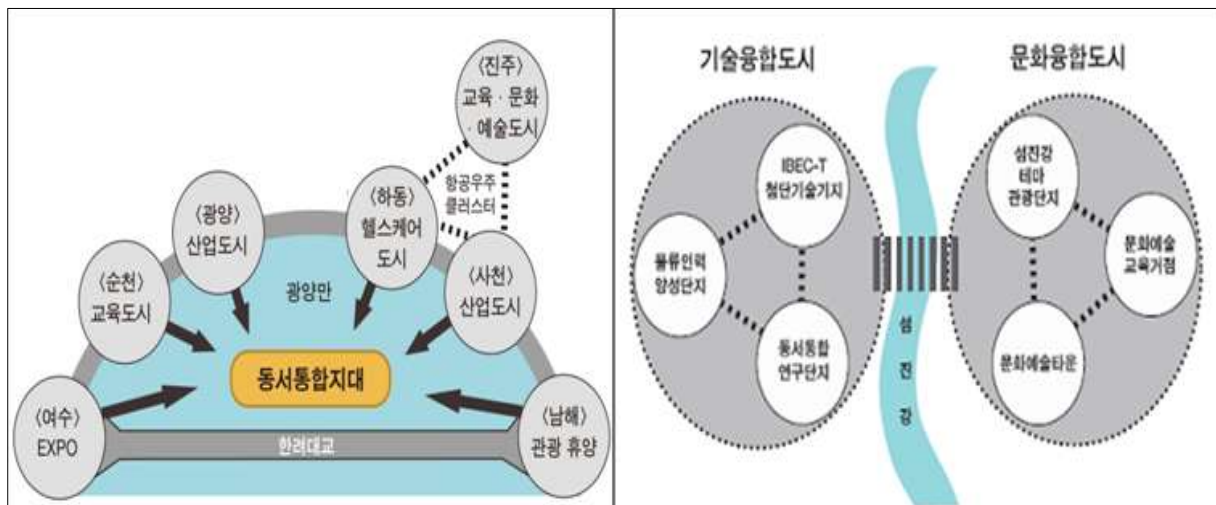 〈진주〉
교육 · 문화
· 예술도시
항공우주
클러스터
〈하동〉
헬스케어
도시
〈광양〉
산업도시
〈사천〉
산업도시
〈순천〉
교육도시
광양만
동서통합지대
〈여수〉
EXPO
한려대교
〈남해〉
관광 휴양
기술융합도시
IBEC-T
첨단기술기지
물류인력
양성단지
동서통합
연구단지
섬
진
강
문화융합도시
섬진강
테마
관광단지
문화예술
교육거점
문화예술타운